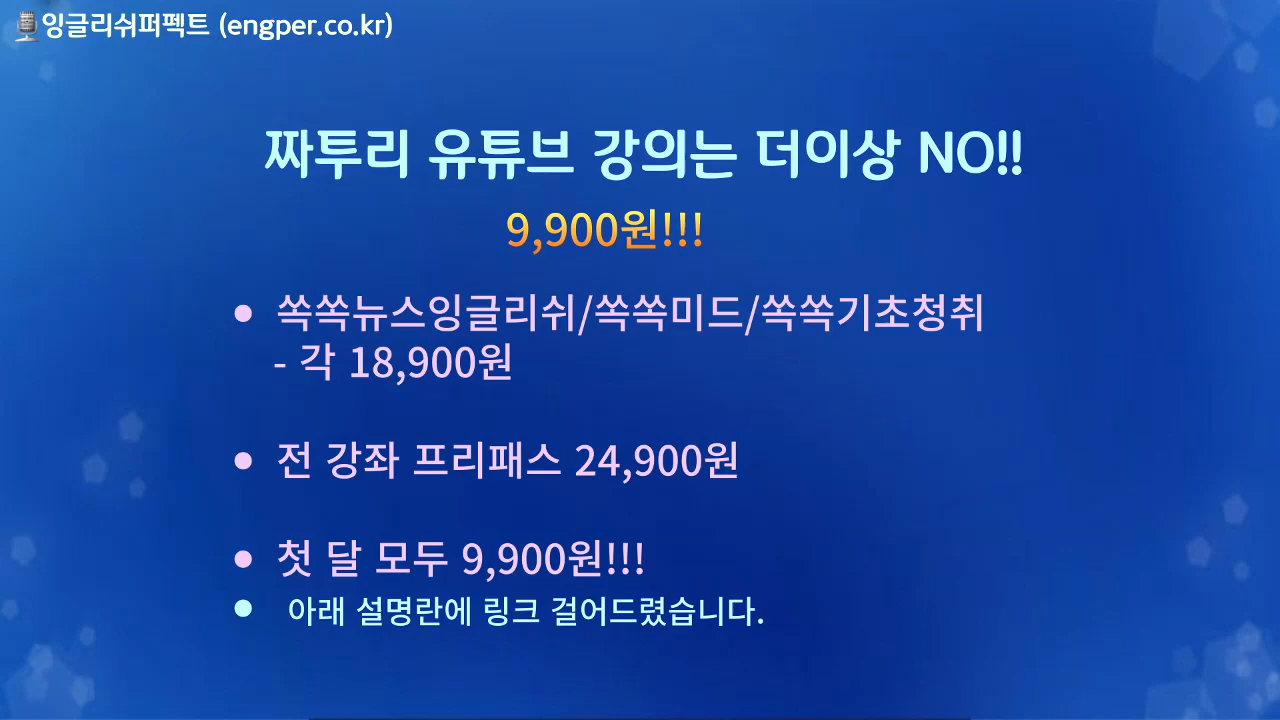 잉글리쉬퍼펙트 (engper.co.kr)
짜투리 유튜브 강의는 더이상 NO!!
9,900원!!!
● 쏙쏙뉴스잉글리쉬/쏙쏙미드/쏙쏙기초청취
- 각 18,900원
● 전 강좌 프리패스 24,900원
● 첫 달 모두 9,900원!!!
● 아래 설명란에 링크 걸어드렸습니다.